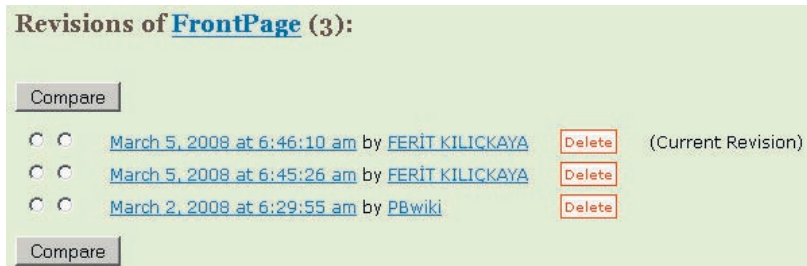 Revisions of FrontPage (3):
Compare
March 5, 2008 at 6:46:10 am by FERİT KILIÇKAYA Delete (Current Revision)
March 5, 2008 at 6:45:26 am by FERİT KILIÇKAYA Delete
March 2, 2008 at 6:29:55 am by PBwiki Delete
Compare